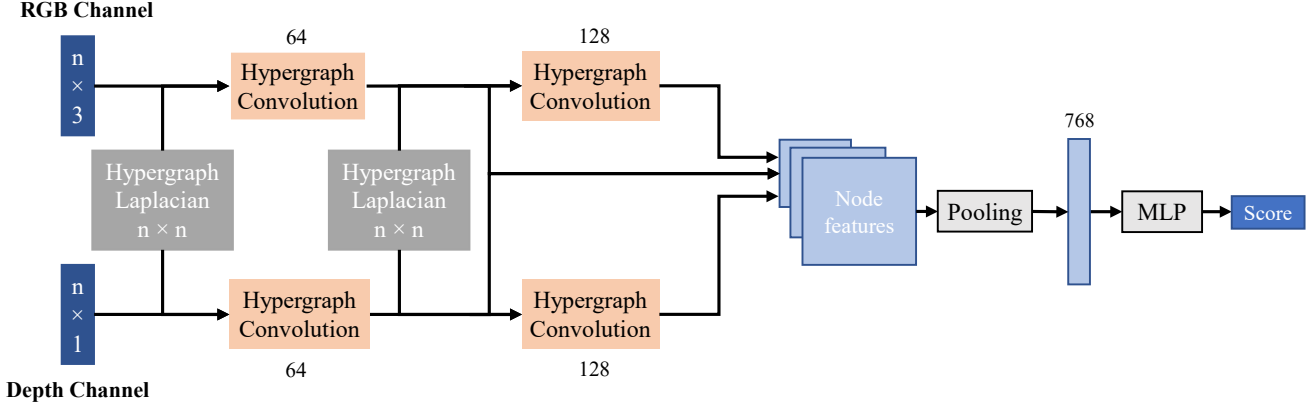 RGB Channel
n
×
3
64
Hypergraph
Convolution
128
Hypergraph
Convolution
Hypergraph
Laplacian
n × n
Hypergraph
Laplacian
n × n
n
×
1
Hypergraph
Convolution
64
Hypergraph
Convolution
128
Depth Channel
Node
features
Pooling
768
MLP
Score